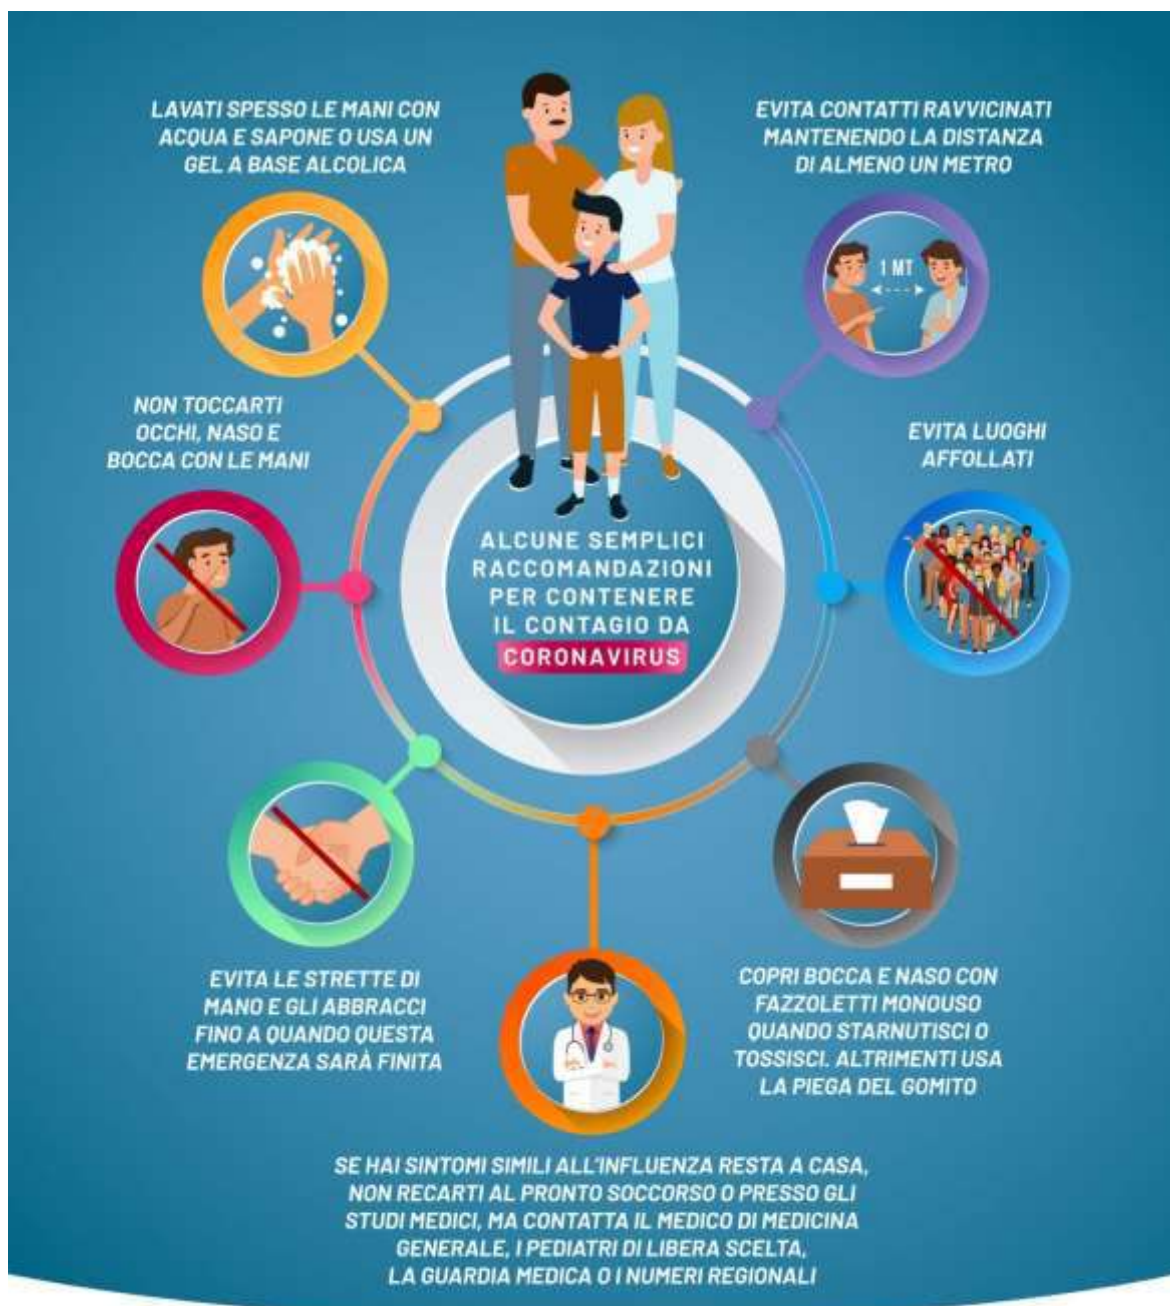 LAVATI SPESSO LE MANI CON
ACQUA E SAPONE O USA UN
GEL A BASE ALCOLICA
EVITA CONTATTI RAVVICINATI
MANTENENDO LA DISTANZA
DI ALMENO UN METRO
1 MT
NON TOCCARTI
OCCHI, NASO E
BOCCA CON LE MANI
EVITA LUOGHI
AFFOLLATI
ALCUNE SEMPLICI
RACCOMANDAZIONI
PER CONTENERE
IL CONTAGIO DA
CORONAVIRUS
EVITA LE STRETTE DI
MANO E GLI ABBRACCI
FINO A QUANDO QUESTA
EMERGENZA SARÀ FINITA
COPRI BOCCA E NASO CON
FAZZOLETTI MONOUSO
QUANDO STARNUTISCI O
TOSSISCI. ALTRIMENTI USA
LA PIEGA DEL GOMITO
SE HAI SINTOMI SIMILI ALL'INFLUENZA RESTA A CASA,
NON RECARTI AL PRONTO SOCCORSO O PRESSO GLI
STUDI MEDICI, MA CONTATTA IL MEDICO DI MEDICINA
GENERALE, I PEDIATRI DI LIBERA SCELTA,
LA GUARDIA MEDICA O I NUMERI REGIONALI